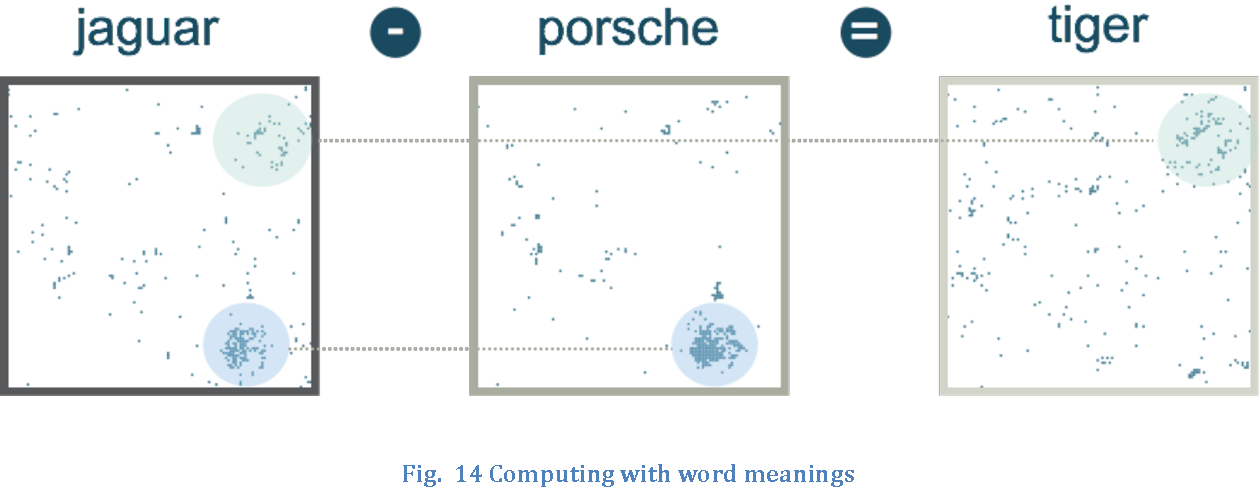 jaguar - porsche = tiger
Fig. 14 Computing with word meanings